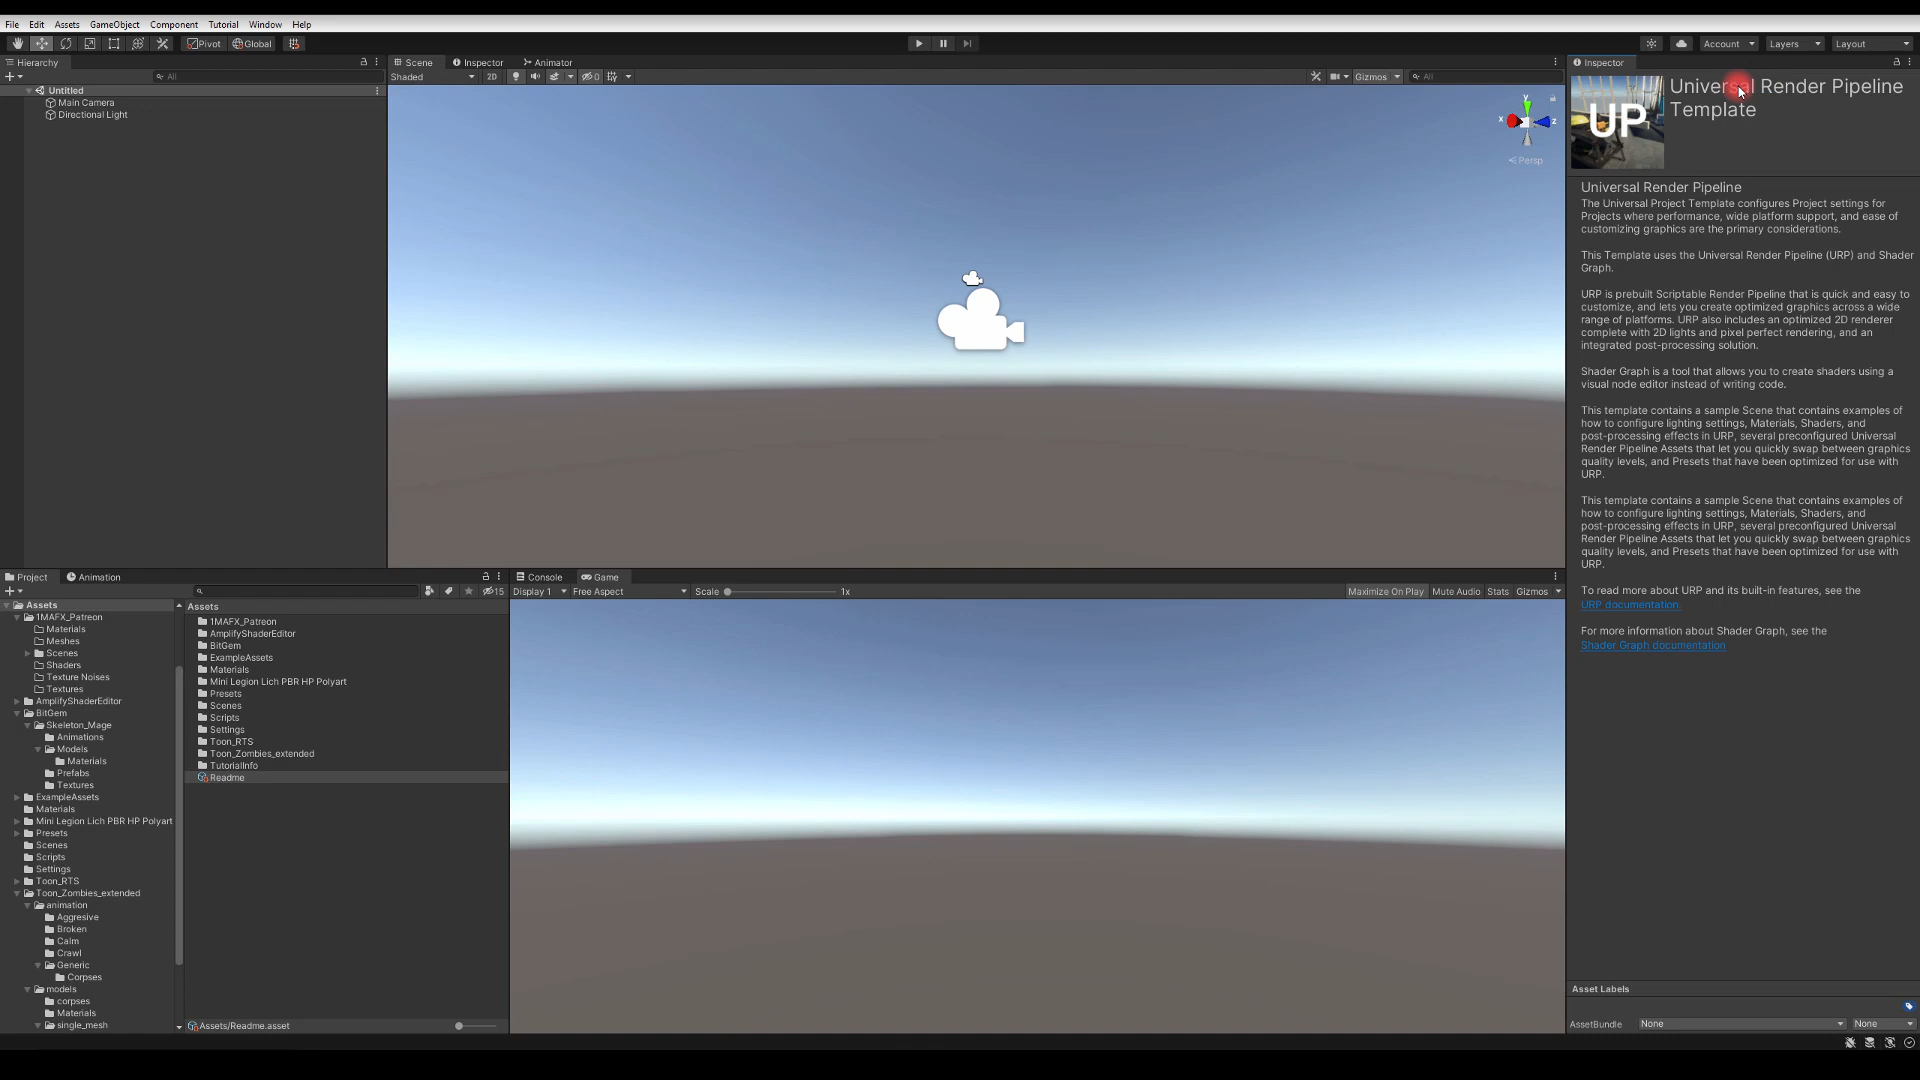 File Edit Assets GameObject Component Tutorial Window Help
Pivot Global Account Layers Layout
Hierarchy
All
Untitled
Main Camera
Directional Light
Scene Inspector Animator
Shaded 2D 0 Gizmos All
y
x z
Persp
Inspector
UP
Universal Render Pipeline
Template
Universal Render Pipeline
The Universal Project Template configures Project settings for
Projects where performance, wide platform support, and ease of
customizing graphics are the primary considerations.
This Template uses the Universal Render Pipeline (URP) and Shader
Graph.
URP is prebuilt Scriptable Render Pipeline that is quick and easy to
customize, and lets you create optimized graphics across a wide
range of platforms. URP also includes an optimized 2D renderer
complete with 2D lights and pixel perfect rendering, and an
integrated post-processing solution.
Shader Graph is a tool that allows you to create shaders using a
visual node editor instead of writing code.
This template contains a sample Scene that contains examples of
how to configure lighting settings, Materials, Shaders, and
post-processing effects in URP, several preconfigured Universal
Render Pipeline Assets that let you quickly swap between graphics
quality levels, and Presets that have been optimized for use with
URP.
This template contains a sample Scene that contains examples of
how to configure lighting settings, Materials, Shaders, and
post-processing effects in URP, several preconfigured Universal
Render Pipeline Assets that let you quickly swap between graphics
quality levels, and Presets that have been optimized for use with
URP.
To read more about URP and its built-in features, see the
URP documentation.
For more information about Shader Graph, see the
Shader Graph documentation
Asset Labels
AssetBundle None None
Project Animation
15
Assets
1MAFX_Patreon
Materials
Meshes
Scenes
Shaders
Texture Noises
Textures
AmplifyShaderEditor
BitGem
Skeleton_Mage
Animations
Models
Materials
Prefabs
Textures
ExampleAssets
Materials
Mini Legion Lich PBR HP Polyart
Presets
Scenes
Scripts
Settings
Toon_RTS
Toon_Zombies_extended
animation
Aggresive
Broken
Calm
Crawl
Generic
Corpses
models
corpses
Materials
single_mesh
Assets
1MAFX_Patreon
AmplifyShaderEditor
BitGem
ExampleAssets
Materials
Mini Legion Lich PBR HP Polyart
Presets
Scenes
Scripts
Settings
Toon_RTS
Toon_Zombies_extended
TutorialInfo
Readme
Assets/Readme.asset
Console Game
Display 1 Free Aspect Scale 1x Maximize On Play Mute Audio Stats Gizmos